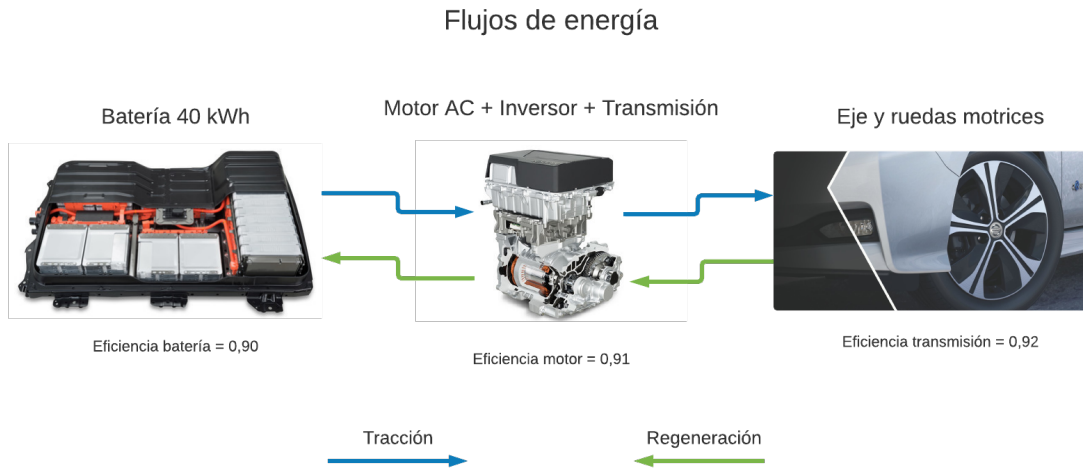 Flujos de energía
Batería 40 kWh
Motor AC + Inversor + Transmisión
Eje y ruedas motrices
Eficiencia batería = 0,90
Eficiencia motor = 0,91
Eficiencia transmisión = 0,92
Tracción
Regeneración